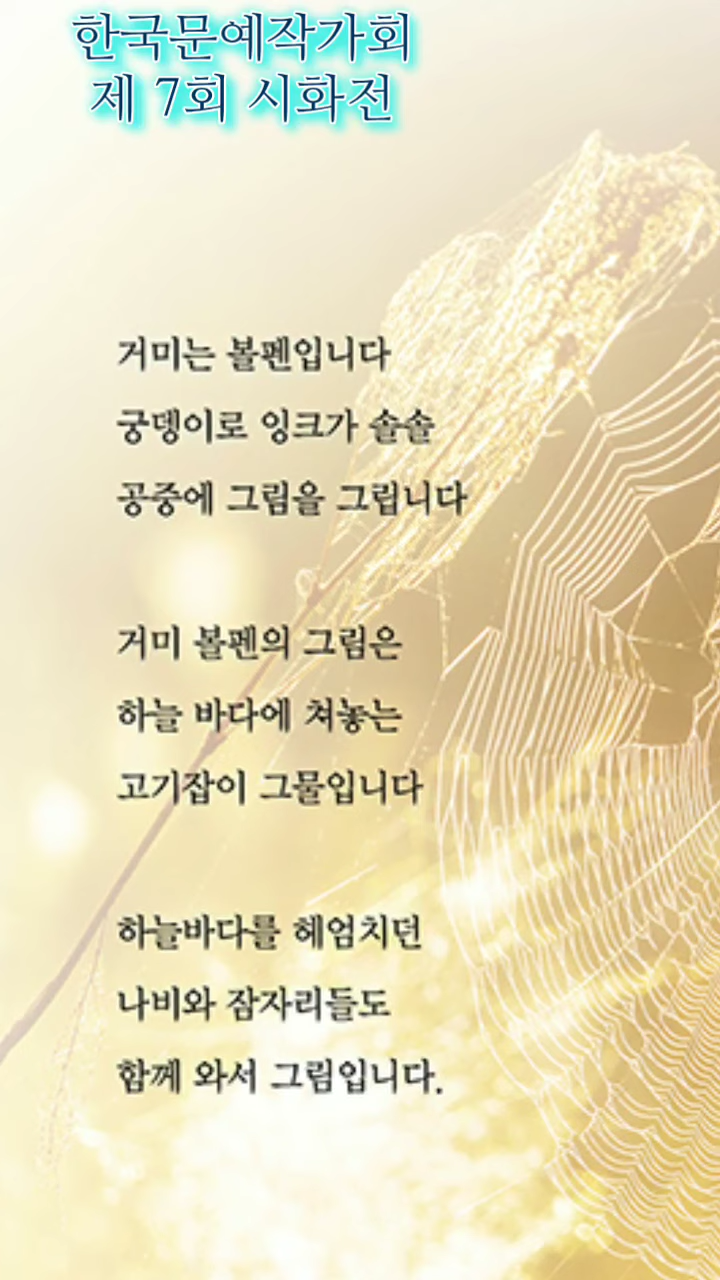 한국문예작가회
제 7회 시화전
거미는 볼펜입니다
궁뎅이로 잉크가 솔솔
공중에 그림을 그립니다
거미 볼펜의 그림은
하늘 바다에 쳐놓는
고기잡이 그물입니다
하늘바다를 헤엄치던
나비와 잠자리들도
함께 와서 그림입니다.